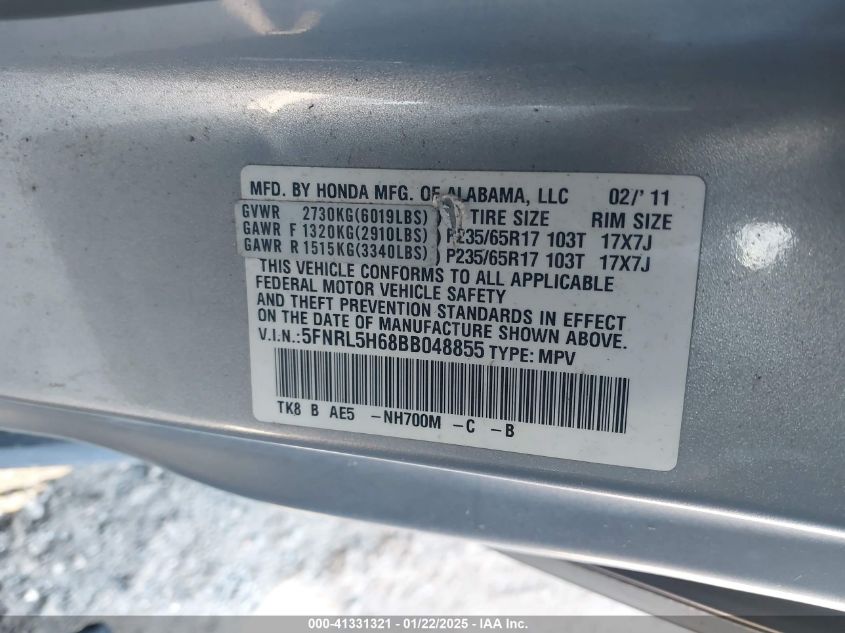 MFD. BY HONDA MFG. OF ALABAMA, LLC 02/' 11
GVWR 2730KG(6019LBS) TIRE SIZE RIM SIZE
GAWR F 1320KG(2910LBS) P235/65R17 103T 17X7J
GAWR R 1515KG(3340LBS) P235/65R17 103T 17X7J
THIS VEHICLE CONFORMS TO ALL APPLICABLE
FEDERAL MOTOR VEHICLE SAFETY
AND THEFT PREVENTION STANDARDS IN EFFECT
ON THE DATE OF MANUFACTURE SHOWN ABOVE.
V.I.N.: 5FNRL5H68BB048855 TYPE: MPV
TK8 B AE5 -NH700M -C -B
000-41331321 - 01/22/2025 - IAA Inc.